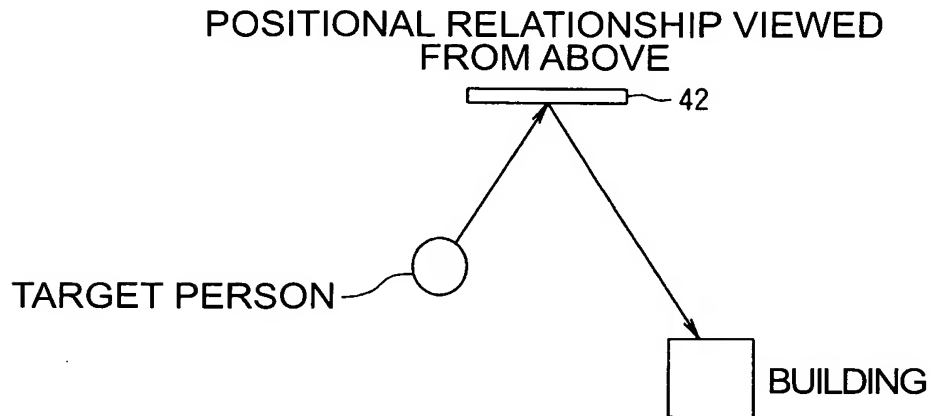 POSITIONAL RELATIONSHIP VIEWED
FROM ABOVE
42
TARGET PERSON
BUILDING